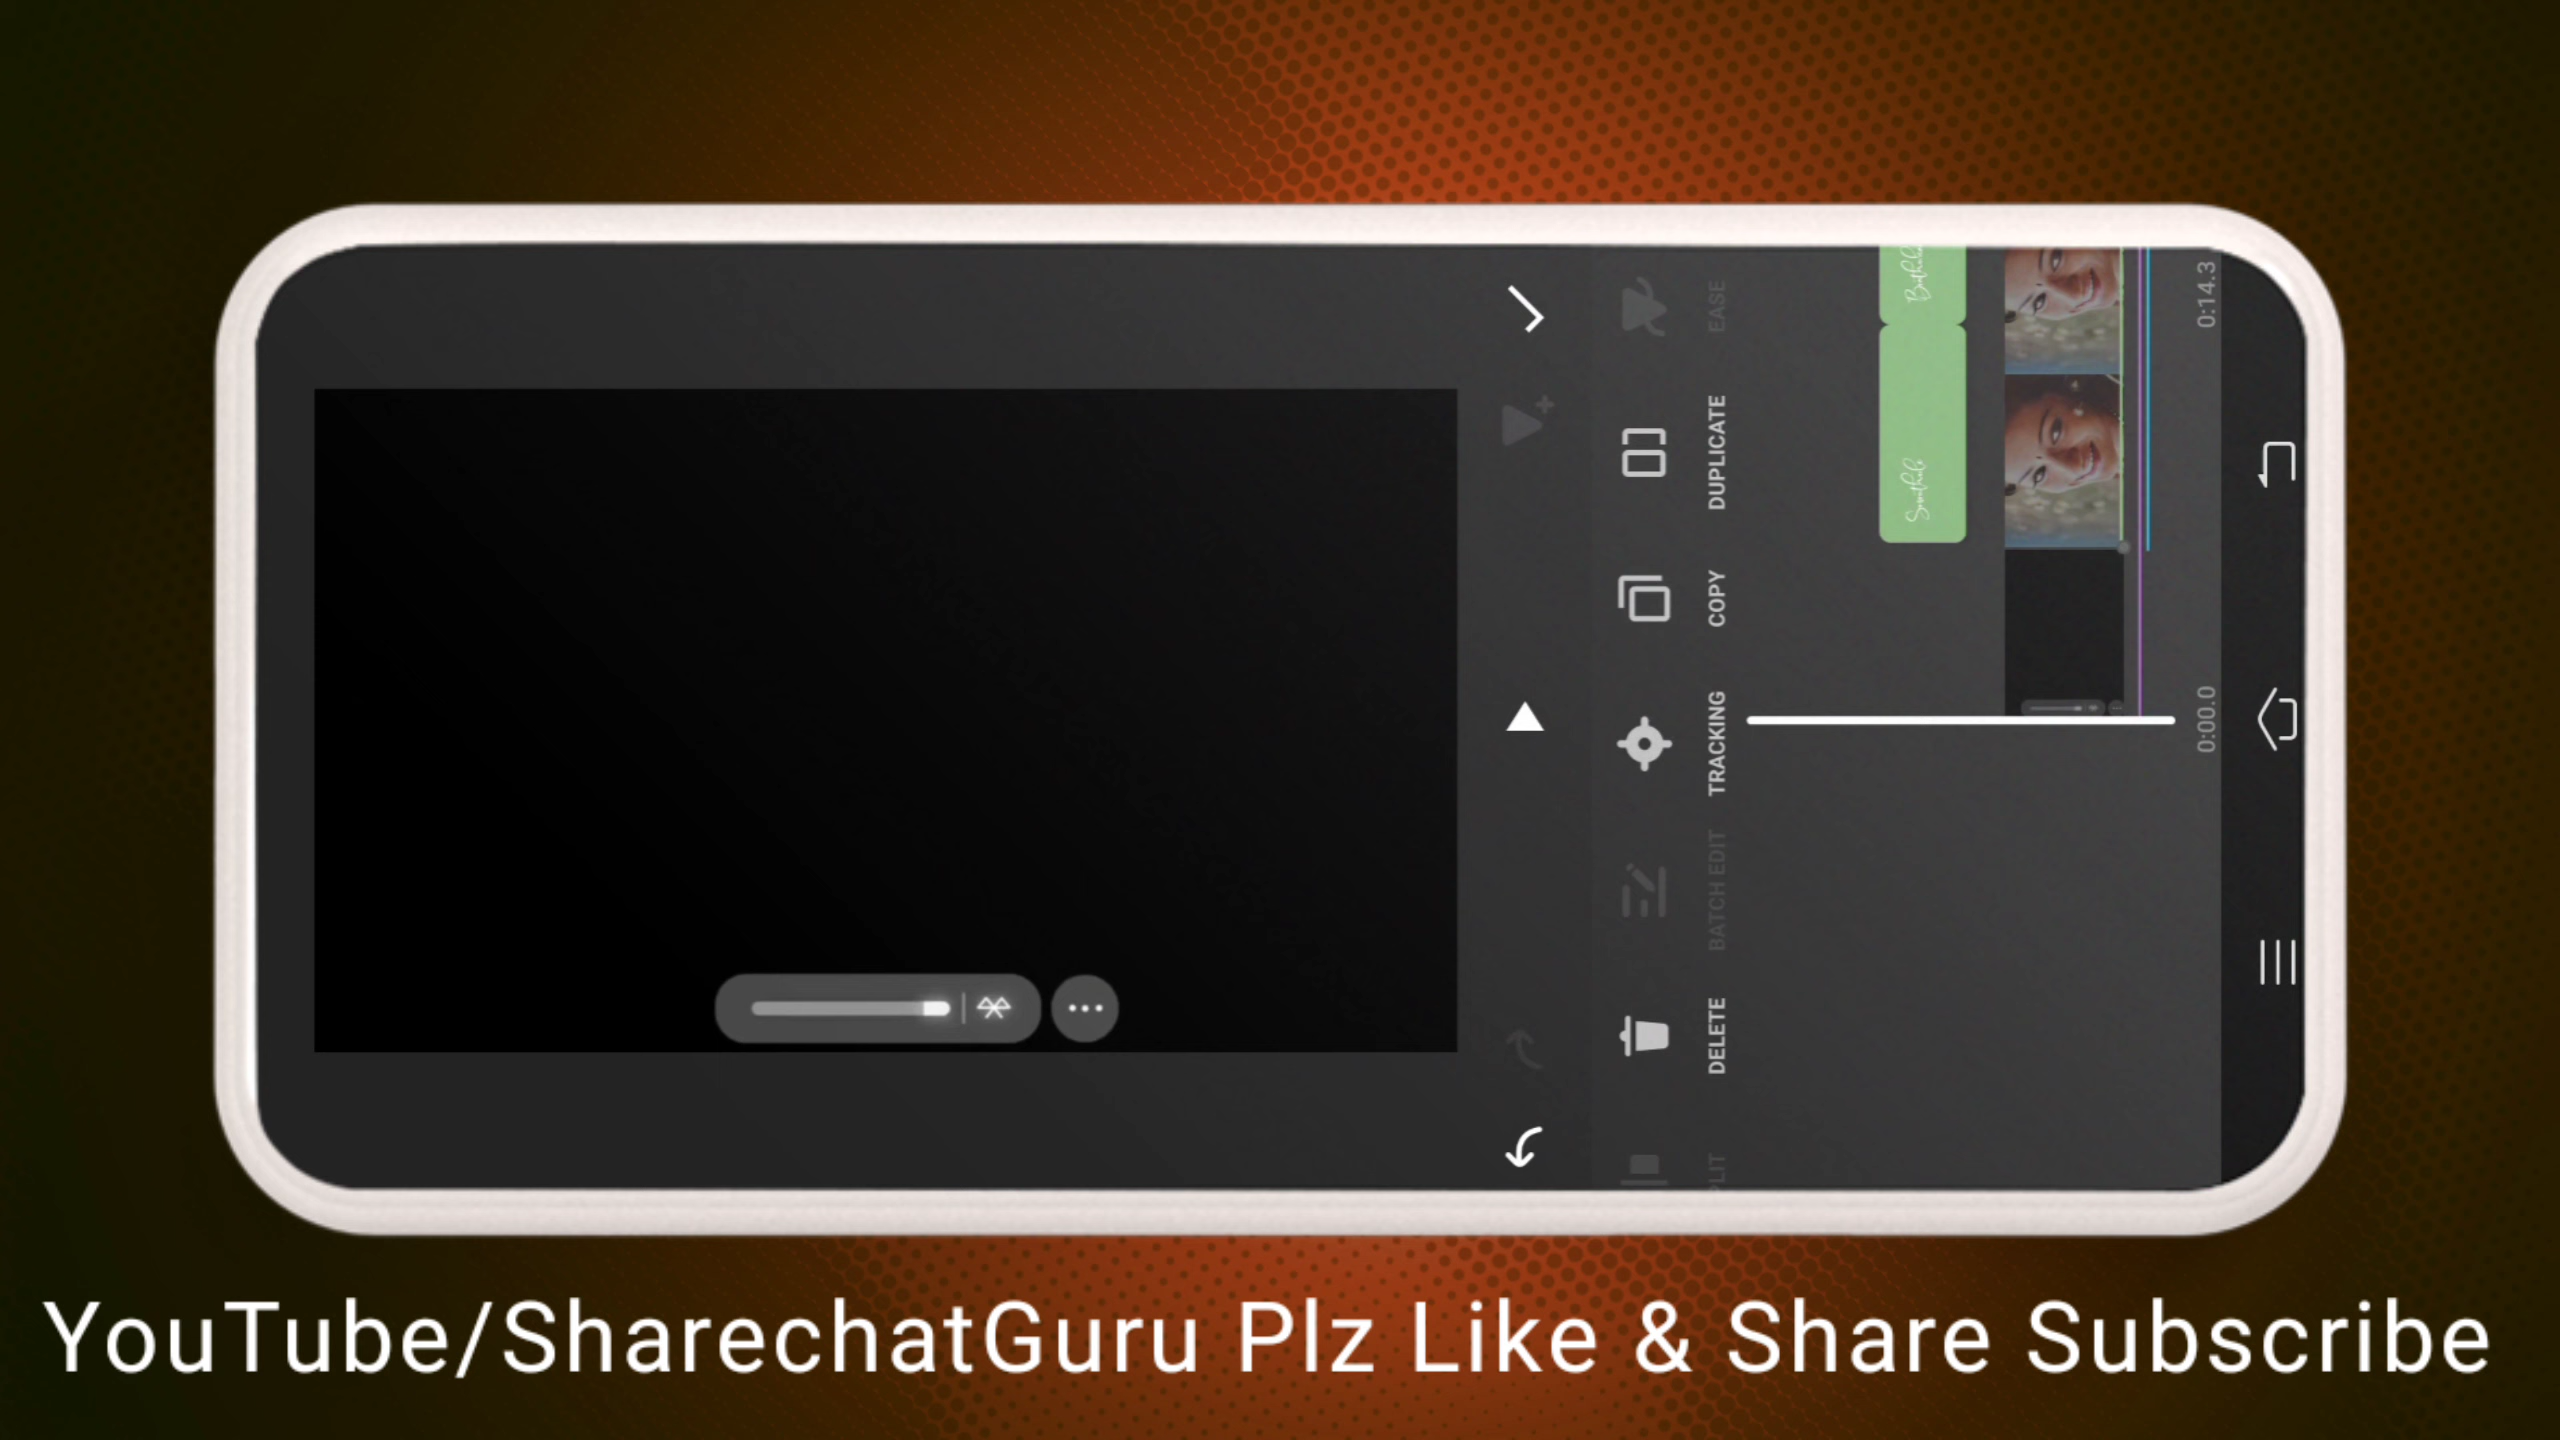 EASE
DUPLICATE
COPY
TRACKING
BATCH EDIT
DELETE
PLIT
0:14.3
0:00.0
YouTube/SharechatGuru Plz Like & Share Subscribe